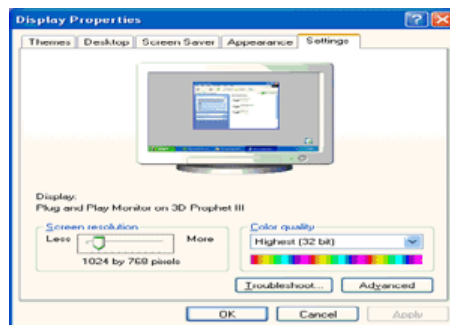 Display Properties
Themes Desktop Screen Saver Appearance Settings
Display:
Plug and Play Monitor on 3D Prophet III
Screen resolution
Less More
1024 by 768 pixels
Color quality
Highest (32 bit)
Troubleshoot... Advanced
OK Cancel Apply